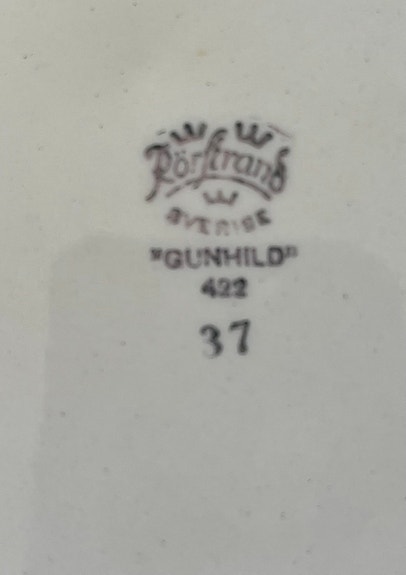 Rörstrand
SVERIGE
"GUNHILD"
422
37